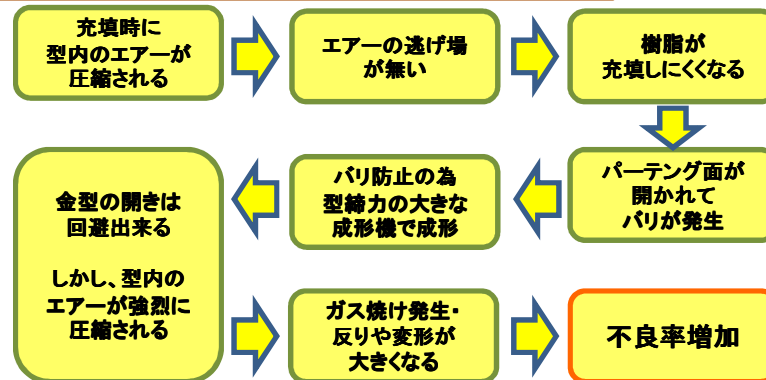 充填時に
型内のエアーが
圧縮される
エアーの逃げ場
が無い
樹脂が
充填しにくくなる
パーテング面が
開かれて
バリが発生
バリ防止の為
型締力の大きな
成形機で成形
金型の開きは
回避出来る
しかし、型内の
エアーが強烈に
圧縮される
ガス焼け発生・
反りや変形が
大きくなる
不良率増加